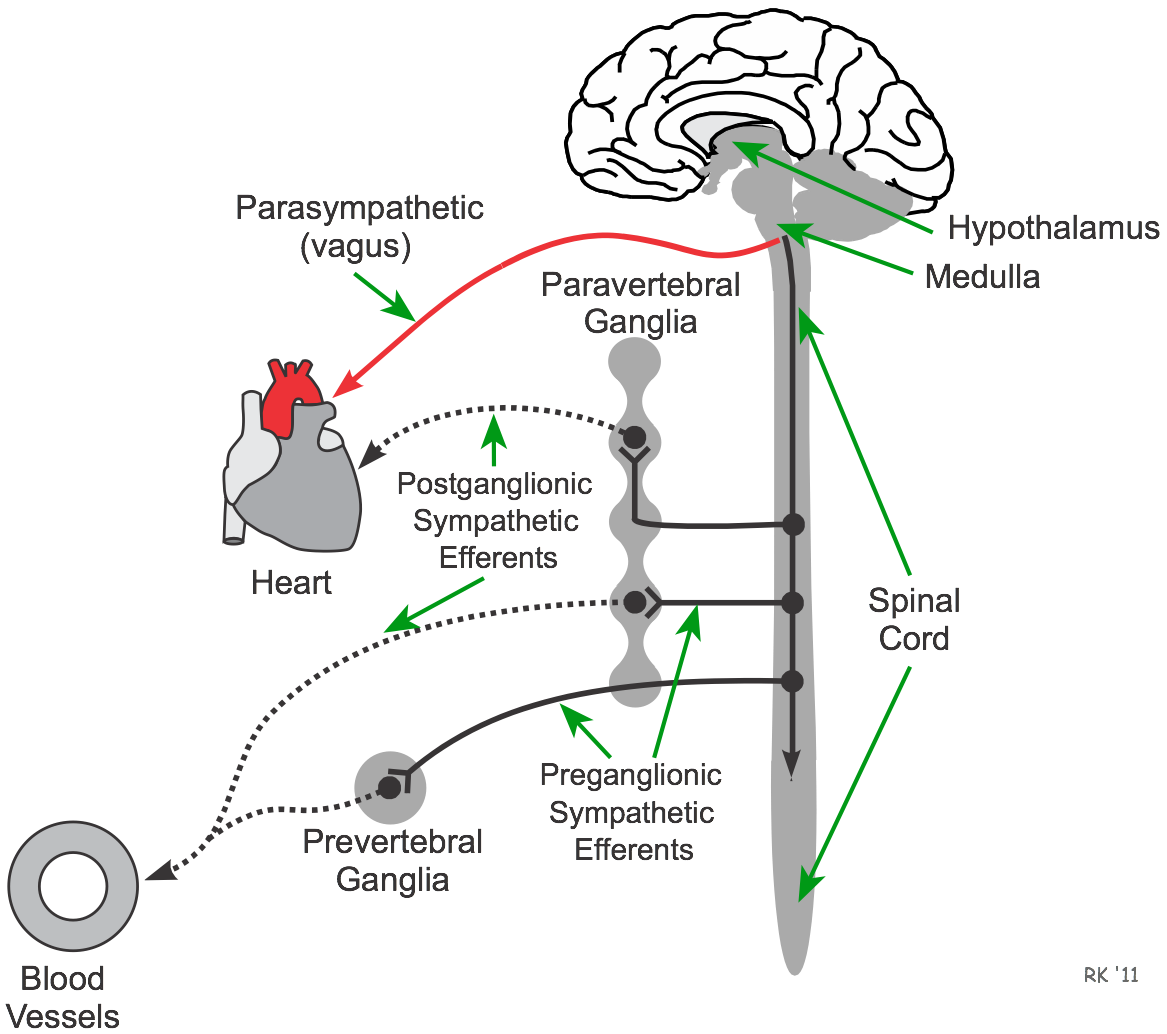 Parasympathetic
(vagus)
Hypothalamus
Medulla
Paravertebral
Ganglia
Postganglionic
Sympathetic
Efferents
Heart
Spinal
Cord
Preganglionic
Sympathetic
Efferents
Prevertebral
Ganglia
Blood
Vessels
RK '11